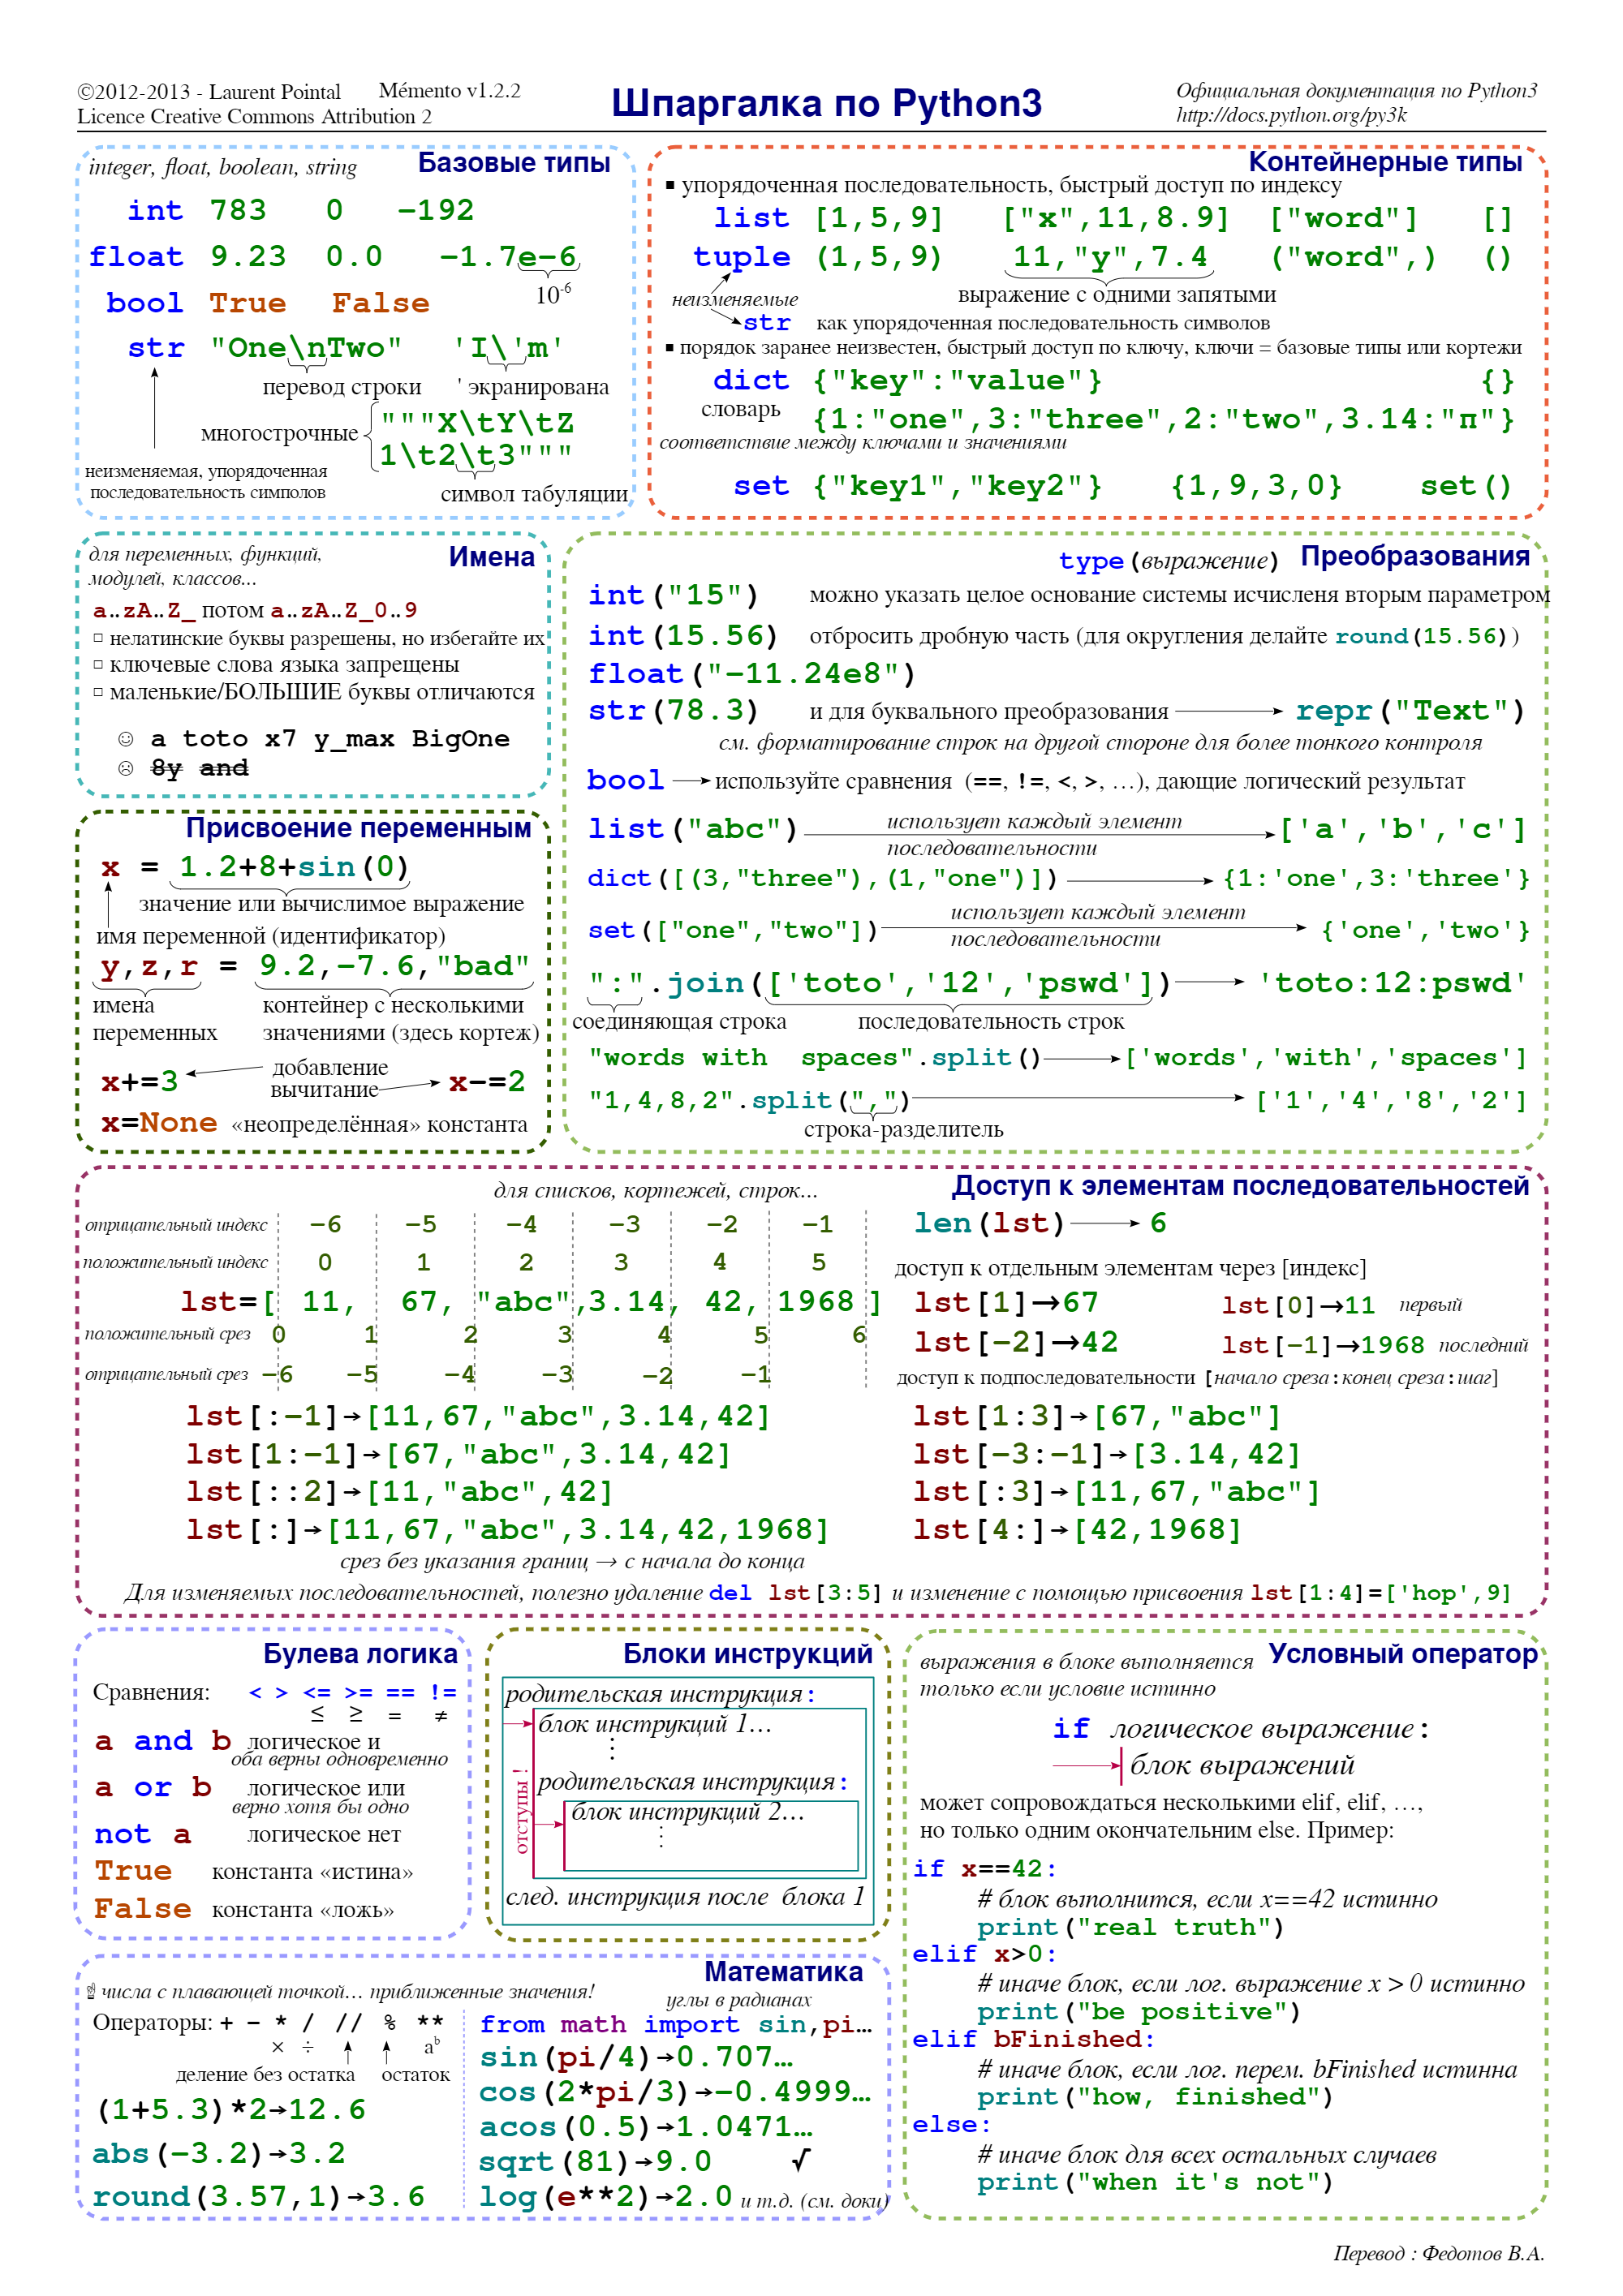 ©2012-2013 - Laurent Pointal Mémento v1.2.2
Licence Creative Commons Attribution 2
Шпаргалка по Python3
Официальная документация по Python3
http://docs.python.org/py3k
integer, float, boolean, string Базовые типы
int 783 0 -192
float 9.23 0.0 -1.7e-6
10-6
bool True False
str "One\nTwo" 'I\'m'
перевод строки ' экранирована
многострочные """X\tY\tZ
1\t2\t3"""
символ табуляции
неизменяемая, упорядоченная
последовательность симполов
Контейнерные типы
▪ упорядоченная последовательность, быстрый доступ по индексу
list [1,5,9] ["x",11,8.9] ["word"] []
tuple (1,5,9) 11,"y",7.4 ("word",) ()
неизменяемые выражение с одними запятыми
str как упорядоченная последовательность символов
▪ порядок заранее неизвестен, быстрый доступ по ключу, ключи = базовые типы или кортежи
dict {"key":"value"} {}
словарь {1:"one",3:"three",2:"two",3.14:"π"}
соответствие между ключами и значениями
set {"key1","key2"} {1,9,3,0} set()
для переменных, функций, Имена
модулей, классов...
a..zA..Z_ потом a..zA..Z_0..9
□ нелатинские буквы разрешены, но избегайте их
□ ключевые слова языка запрещены
□ маленькие/БОЛЬШИЕ буквы отличаются
☺ a toto x7 y_max BigOne
☹ 8y and
Присвоение переменным
x = 1.2+8+sin(0)
значение или вычислимое выражение
имя переменной (идентификатор)
y,z,r = 9.2,-7.6,"bad"
имена контейнер с несколькими
переменных значениями (здесь кортеж)
добавление
x+=3 вычитание x-=2
x=None «неопределённая» константа
type(выражение) Преобразования
int("15") можно указать целое основание системы исчисленя вторым параметром
int(15.56) отбросить дробную часть (для округления делайте round(15.56))
float("-11.24e8")
str(78.3) и для буквального преобразования → repr("Text")
см. форматирование строк на другой стороне для более тонкого контроля
bool → используйте сравнения (==, !=, <, >, …), дающие логический результат
list("abc") использует каждый элемент последовательности → ['a','b','c']
dict([(3,"three"),(1,"one")]) → {1:'one',3:'three'}
set(["one","two"]) использует каждый элемент последовательности → {'one','two'}
":".join(['toto','12','pswd']) → 'toto:12:pswd'
соединяющая строка последовательность строк
"words with  spaces".split() → ['words','with','spaces']
"1,4,8,2".split(",") → ['1','4','8','2']
строка-разделитель
для списков, кортежей, строк... Доступ к элементам последовательностей
отрицательный индекс -6 -5 -4 -3 -2 -1
положительный индекс 0 1 2 3 4 5
lst=[ 11, 67, "abc",3.14, 42, 1968 ]
положительный срез 0 1 2 3 4 5 6
отрицательный срез -6 -5 -4 -3 -2 -1
len(lst) → 6
доступ к отдельным элементам через [индекс]
lst[1]→67 lst[0]→11 первый
lst[-2]→42 lst[-1]→1968 последний
доступ к подпоследовательности [начало среза:конец среза:шаг]
lst[:-1]→[11,67,"abc",3.14,42] lst[1:3]→[67,"abc"]
lst[1:-1]→[67,"abc",3.14,42] lst[-3:-1]→[3.14,42]
lst[::2]→[11,"abc",42] lst[:3]→[11,67,"abc"]
lst[:]→[11,67,"abc",3.14,42,1968] lst[4:]→[42,1968]
срез без указания границ → с начала до конца
Для изменяемых последовательностей, полезно удаление del lst[3:5] и изменение с помощью присвоения lst[1:4]=['hop',9]
Булева логика
Сравнения: < > <= >= == !=
≤ ≥ = ≠
a and b логическое и
оба верны одновременно
a or b логическое или
верно хотя бы одно
not a логическое нет
True константа «истина»
False константа «ложь»
Блоки инструкций
родительская инструкция:
блок инструкций 1…
⋮
родительская инструкция:
блок инструкций 2…
⋮
отступы !
след. инструкция после блока 1
выражения в блоке выполняется Условный оператор
только если условие истинно
if логическое выражение:
блок выражений
может сопровождаться несколькими elif, elif, …,
но только одним окончательним else. Пример:
if x==42:
# блок выполнится, если x==42 истинно
print("real truth")
elif x>0:
# иначе блок, если лог. выражение x > 0 истинно
print("be positive")
elif bFinished:
# иначе блок, если лог. перем. bFinished истинна
print("how, finished")
else:
# иначе блок для всех остальных случаев
print("when it's not")
Математика
☝ числа с плавающей точкой… приближенные значения! углы в радианах
Операторы: + - * / // % **
× ÷ ab
деление без остатка остаток
(1+5.3)*2→12.6
abs(-3.2)→3.2
round(3.57,1)→3.6
from math import sin,pi…
sin(pi/4)→0.707…
cos(2*pi/3)→-0.4999…
acos(0.5)→1.0471…
sqrt(81)→9.0 √
log(e**2)→2.0 и т.д. (см. доки)
Перевод : Федотов В.А.